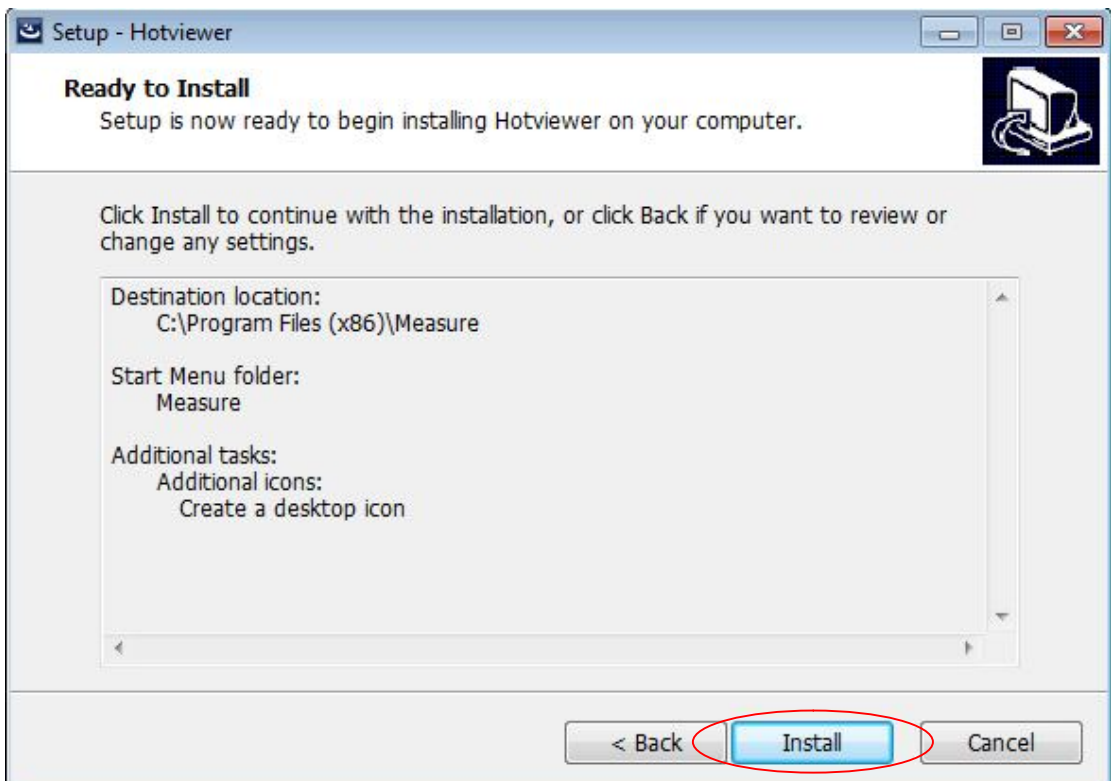 Setup - Hotviewer
Ready to Install
Setup is now ready to begin installing Hotviewer on your computer.
Click Install to continue with the installation, or click Back if you want to review or
change any settings.
Destination location:
C:\Program Files (x86)\Measure
Start Menu folder:
Measure
Additional tasks:
Additional icons:
Create a desktop icon
< Back
Install
Cancel